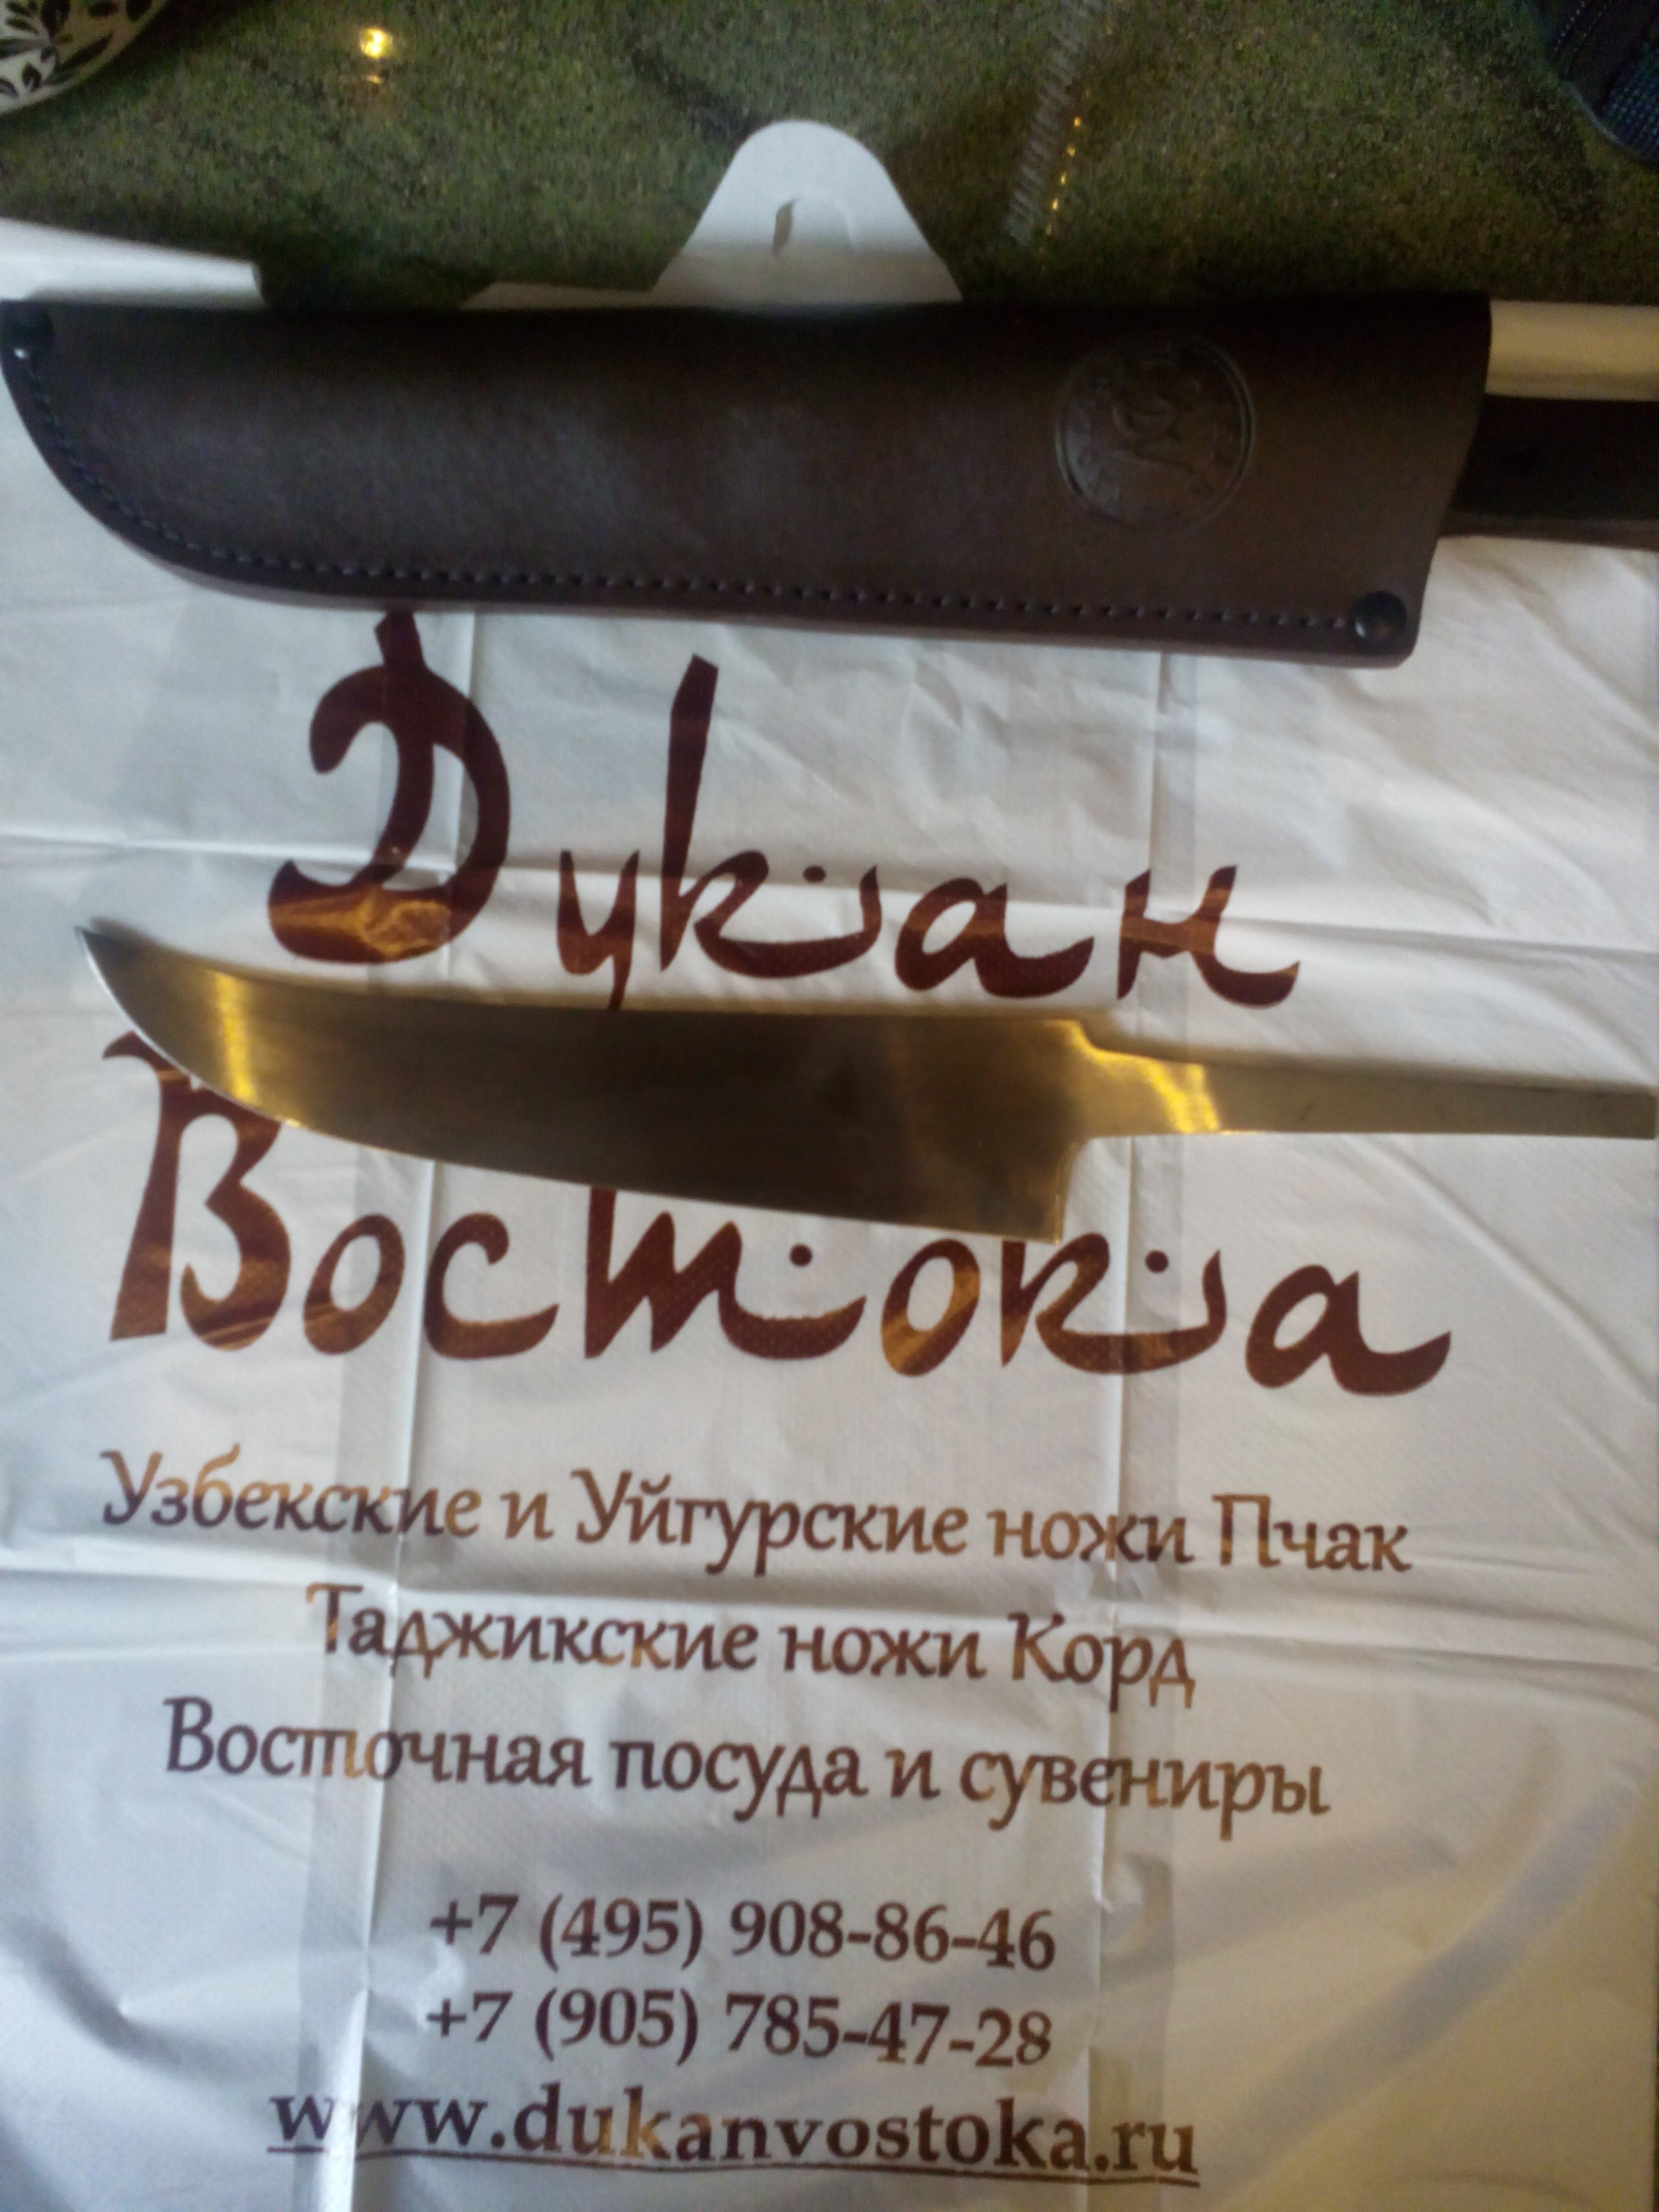 Дукан
Востока
Узбекские и Уйгурские ножи Пчак
Таджикские ножи Корд
Восточная посуда и сувениры
+7 (495) 908-86-46
+7 (905) 785-47-28
www.dukanvostoka.ru